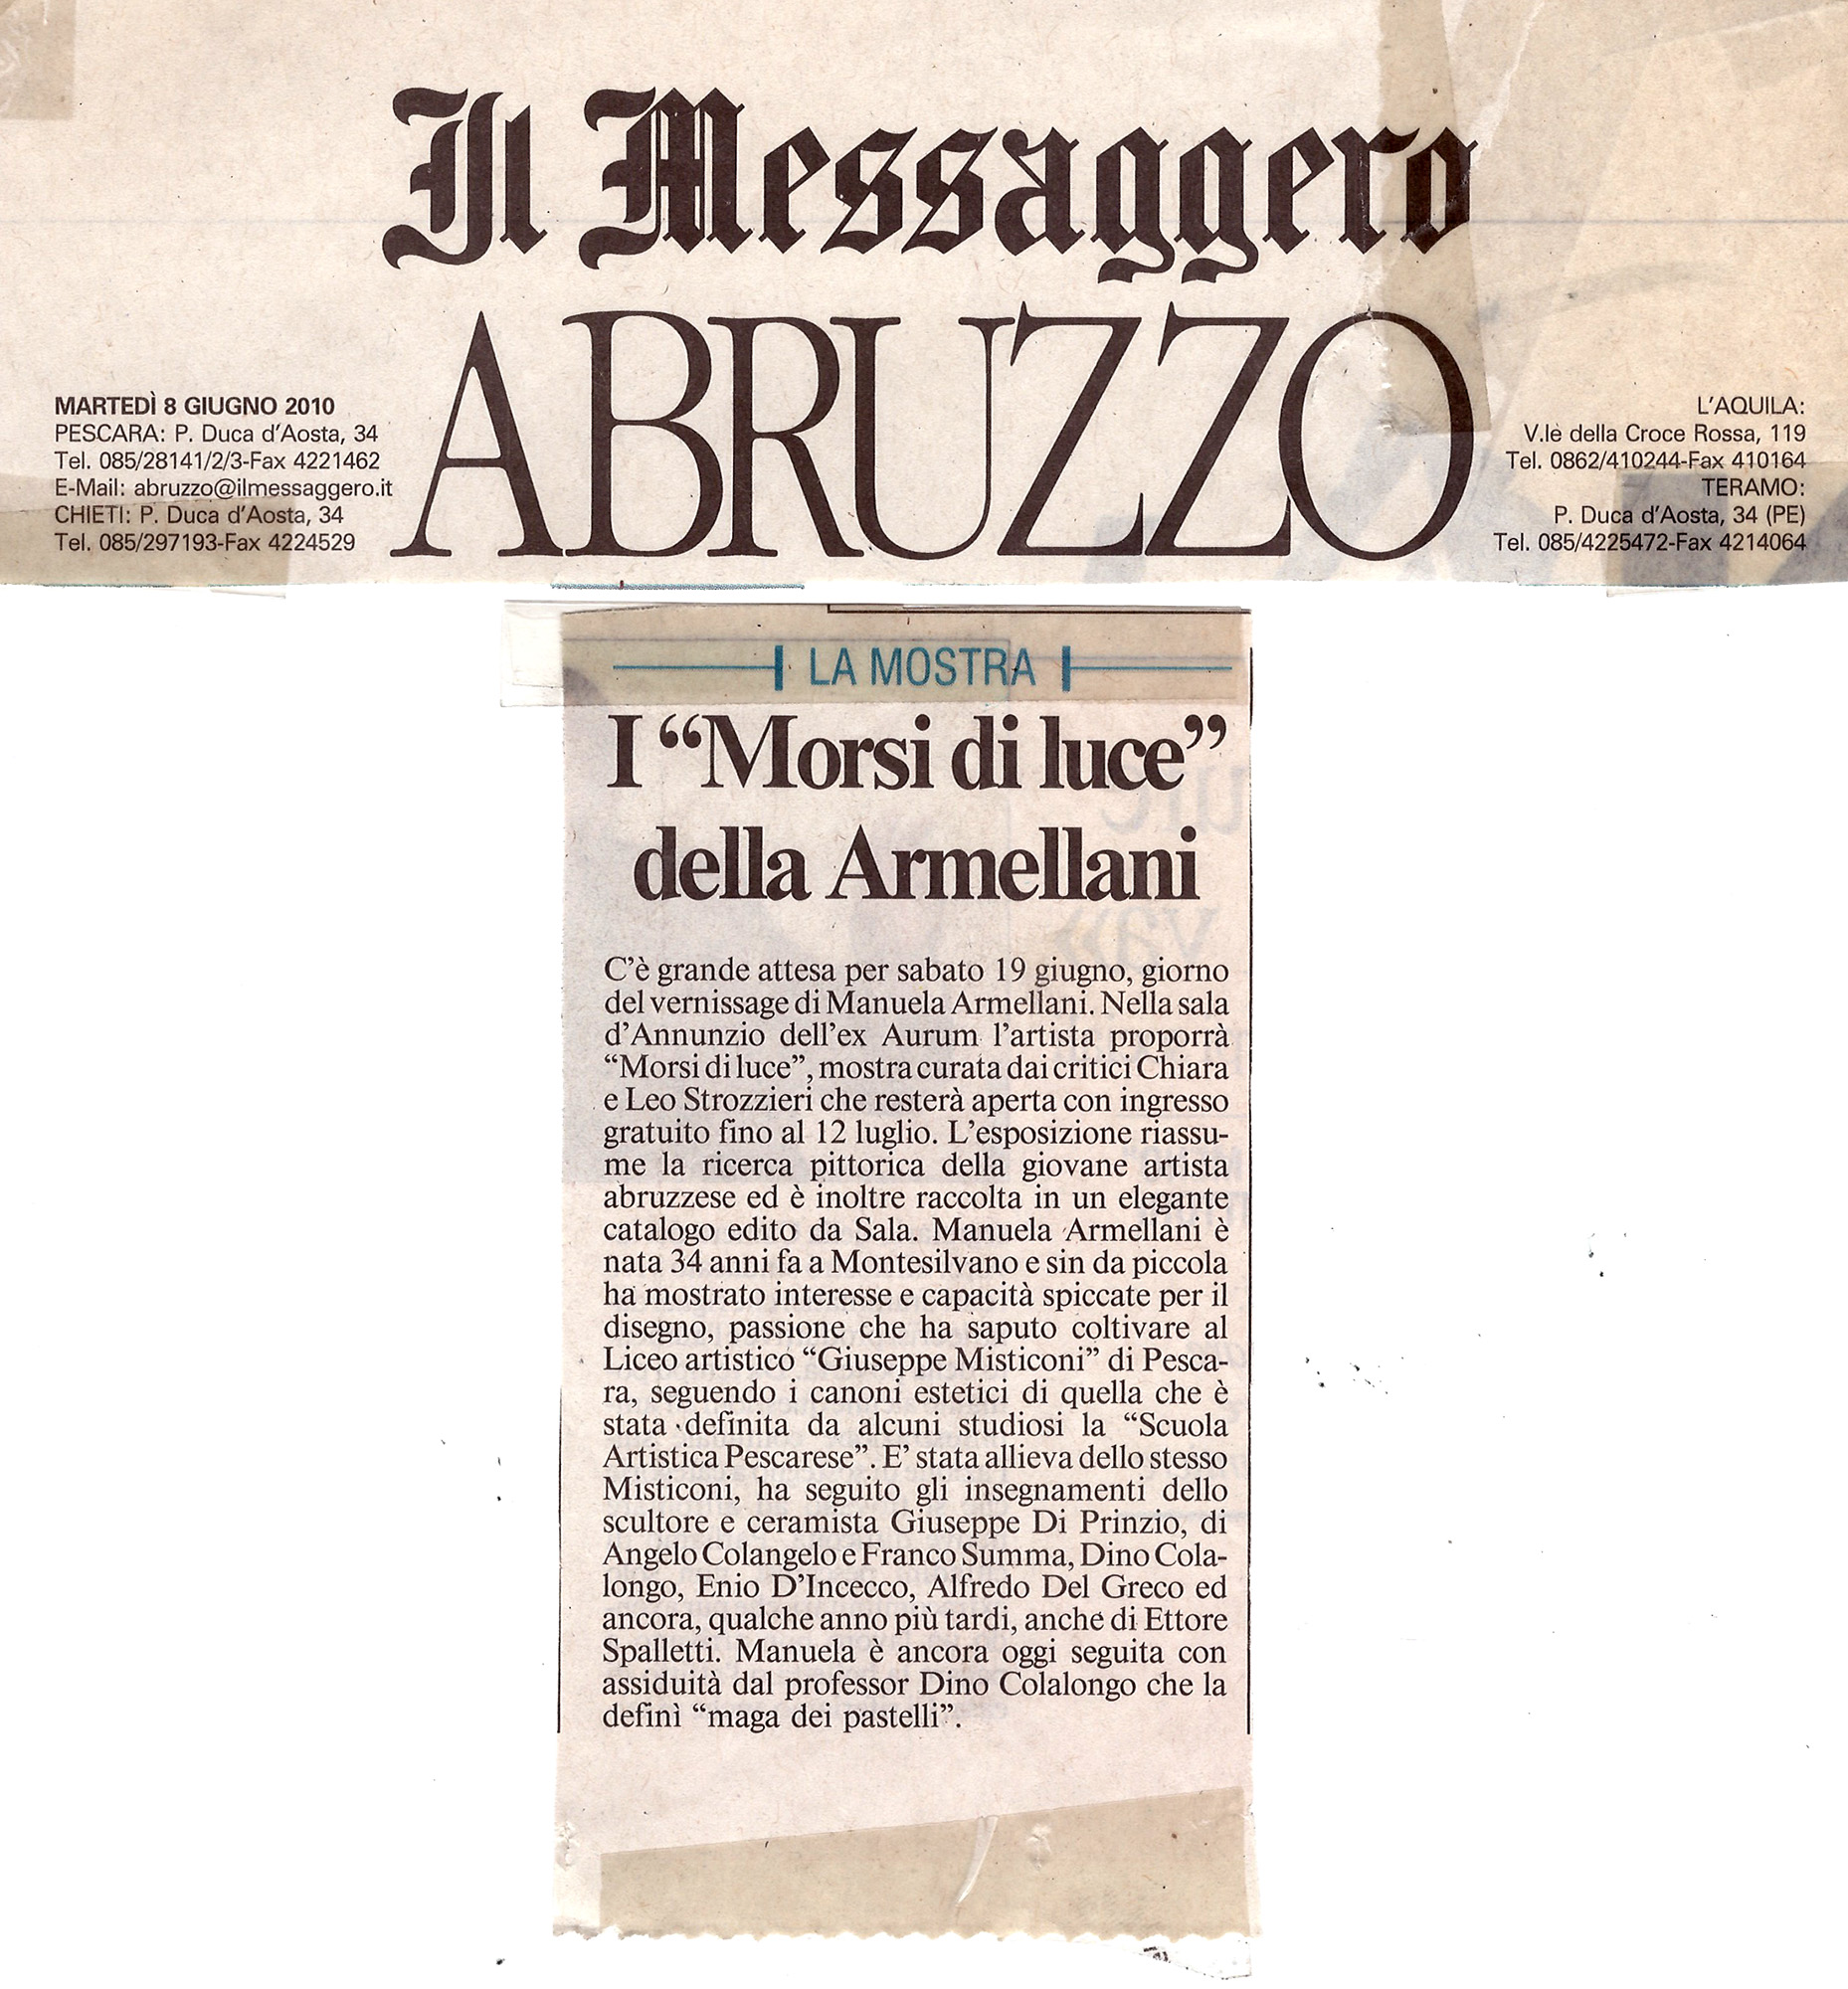 Il Messaggero
ABRUZZO
MARTEDÌ 8 GIUGNO 2010
PESCARA: P. Duca d'Aosta, 34
Tel. 085/28141/2/3-Fax 4221462
E-Mail: abruzzo@ilmessaggero.it
CHIETI: P. Duca d'Aosta, 34
Tel. 085/297193-Fax 4224529
L'AQUILA:
V.le della Croce Rossa, 119
Tel. 0862/410244-Fax 410164
TERAMO:
P. Duca d'Aosta, 34 (PE)
Tel. 085/4225472-Fax 4214064
LA MOSTRA
I “Morsi di luce”
della Armellani
C'è grande attesa per sabato 19 giugno, giorno
del vernissage di Manuela Armellani. Nella sala
d'Annunzio dell'ex Aurum l'artista proporrà
“Morsi di luce”, mostra curata dai critici Chiara
e Leo Strozzieri che resterà aperta con ingresso
gratuito fino al 12 luglio. L'esposizione riassu-
me la ricerca pittorica della giovane artista
abruzzese ed è inoltre raccolta in un elegante
catalogo edito da Sala. Manuela Armellani è
nata 34 anni fa a Montesilvano e sin da piccola
ha mostrato interesse e capacità spiccate per il
disegno, passione che ha saputo coltivare al
Liceo artistico “Giuseppe Misticoni” di Pesca-
ra, seguendo i canoni estetici di quella che è
stata definita da alcuni studiosi la “Scuola
Artistica Pescarese”. E' stata allieva dello stesso
Misticoni, ha seguito gli insegnamenti dello
scultore e ceramista Giuseppe Di Prinzio, di
Angelo Colangelo e Franco Summa, Dino Cola-
longo, Enio D'Incecco, Alfredo Del Greco ed
ancora, qualche anno più tardi, anche di Ettore
Spalletti. Manuela è ancora oggi seguita con
assiduità dal professor Dino Colalongo che la
definì “maga dei pastelli”.